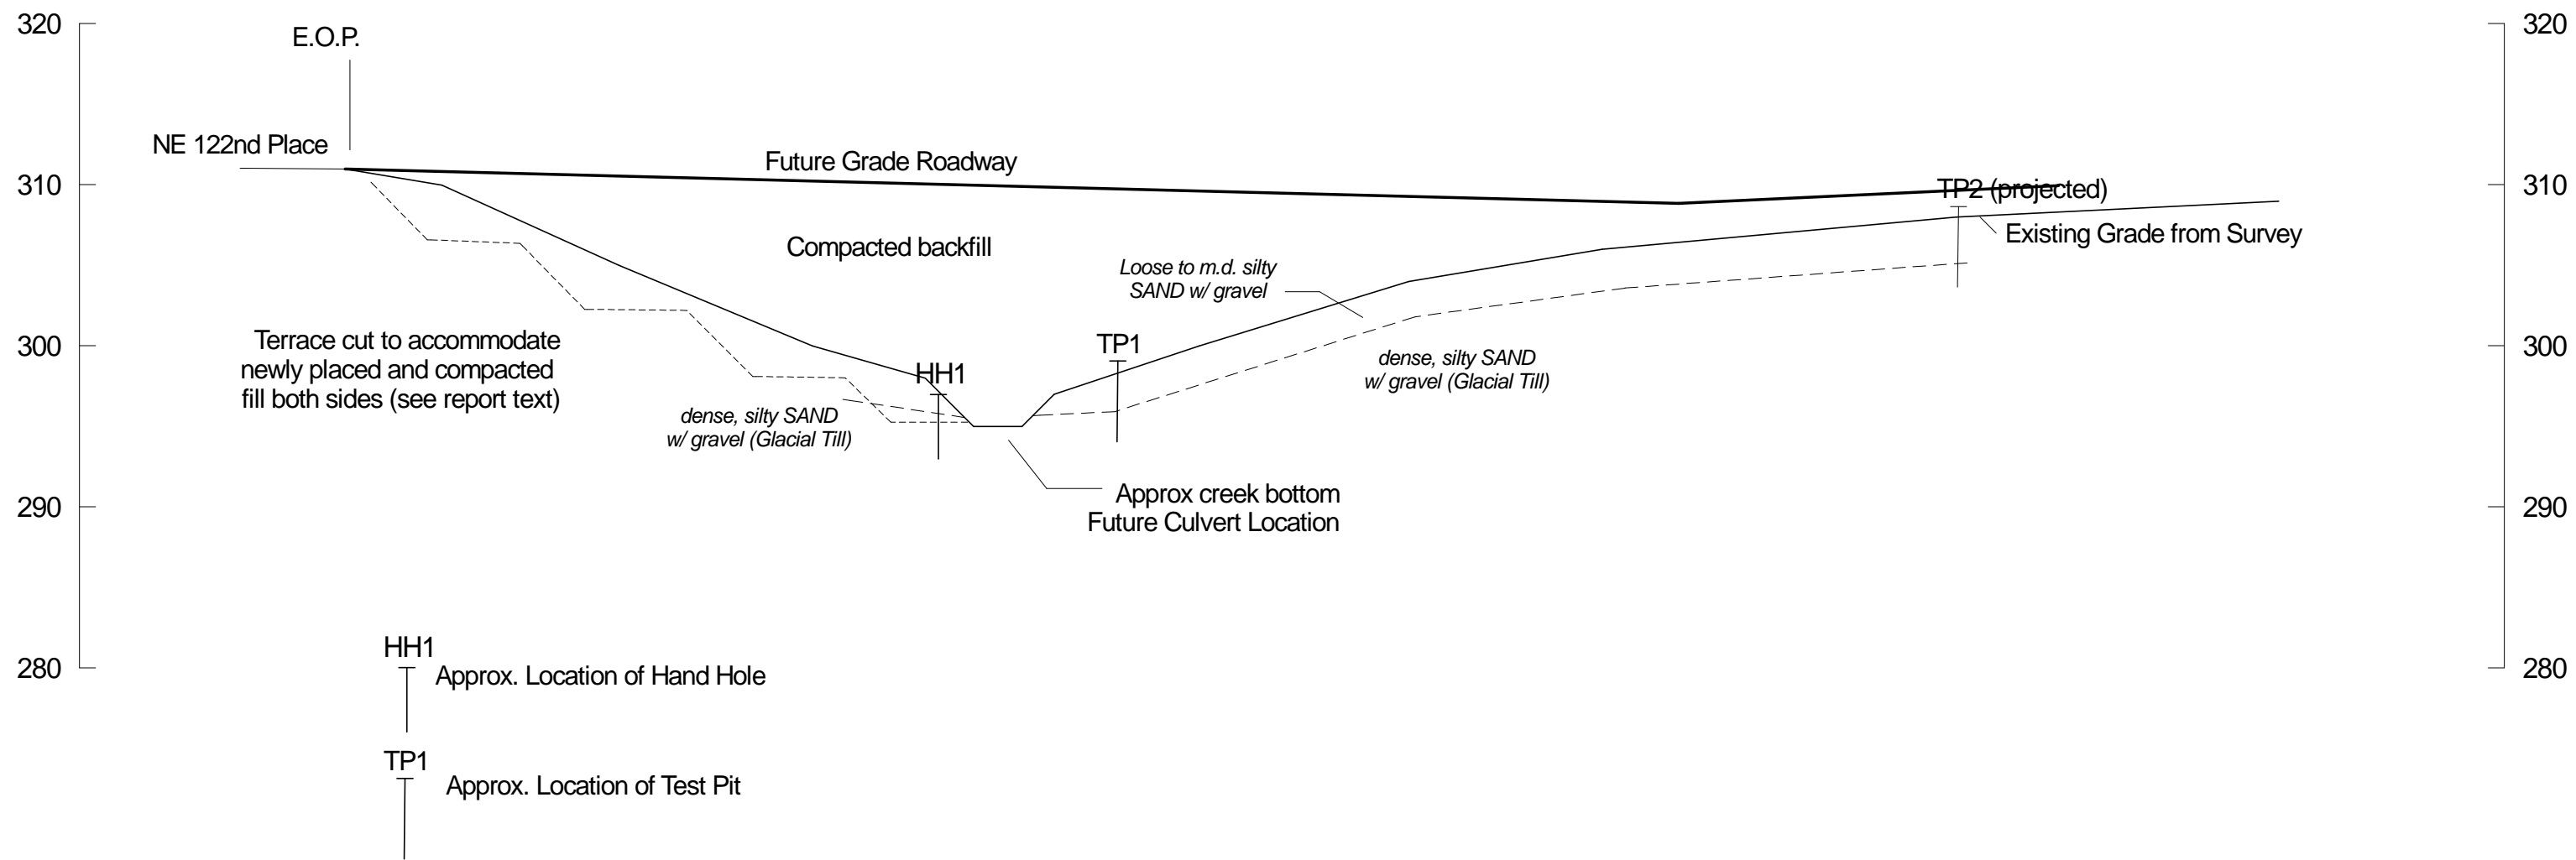 320
320
E.O.P.
NE 122nd Place
Future Grade Roadway
310
TP2 (projected)
310
Existing Grade from Survey
Compacted backfill
Loose to m.d. silty
SAND w/ gravel
300
Terrace cut to accommodate
newly placed and compacted
fill both sides (see report text)
HH1
TP1
dense, silty SAND
w/ gravel (Glacial Till)
300
dense, silty SAND
w/ gravel (Glacial Till)
290
Approx creek bottom
Future Culvert Location
290
280
HH1
Approx. Location of Hand Hole
280
TP1
Approx. Location of Test Pit